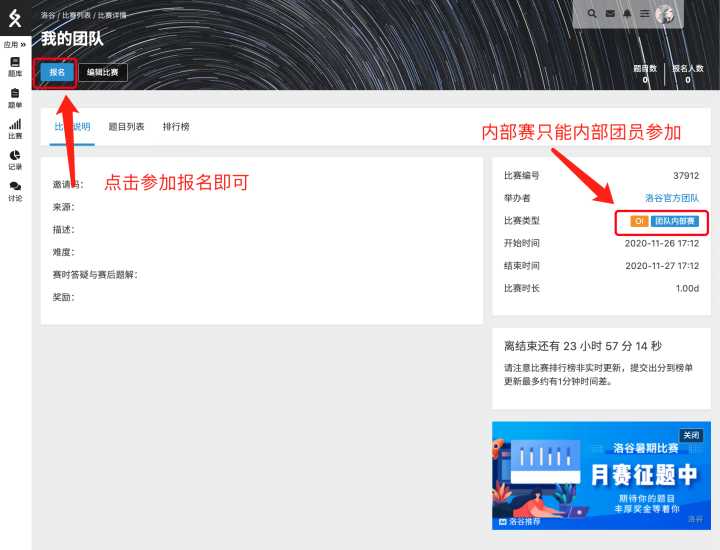 洛谷 / 比赛列表 / 比赛详情
我的团队
应用 »
题库
题单
比赛
记录
讨论
报名
编辑比赛
题目数
0
报名人数
0
比赛说明
题目列表
排行榜
点击参加报名即可
内部赛只能内部团员参加
邀请码：
来源：
描述：
难度：
赛时答疑与赛后题解：
奖励：
比赛编号 37912
举办者 洛谷官方团队
比赛类型 OI 团队内部赛
开始时间 2020-11-26 17:12
结束时间 2020-11-27 17:12
比赛时长 1.00d
离结束还有 23 小时 57 分 14 秒
请注意比赛排行榜非实时更新，提交出分到榜单
更新最多约有1分钟时间差。
关闭
洛谷暑期比赛
月赛征题中
期待你的题目
丰厚奖金等着你
洛谷推荐
洛谷